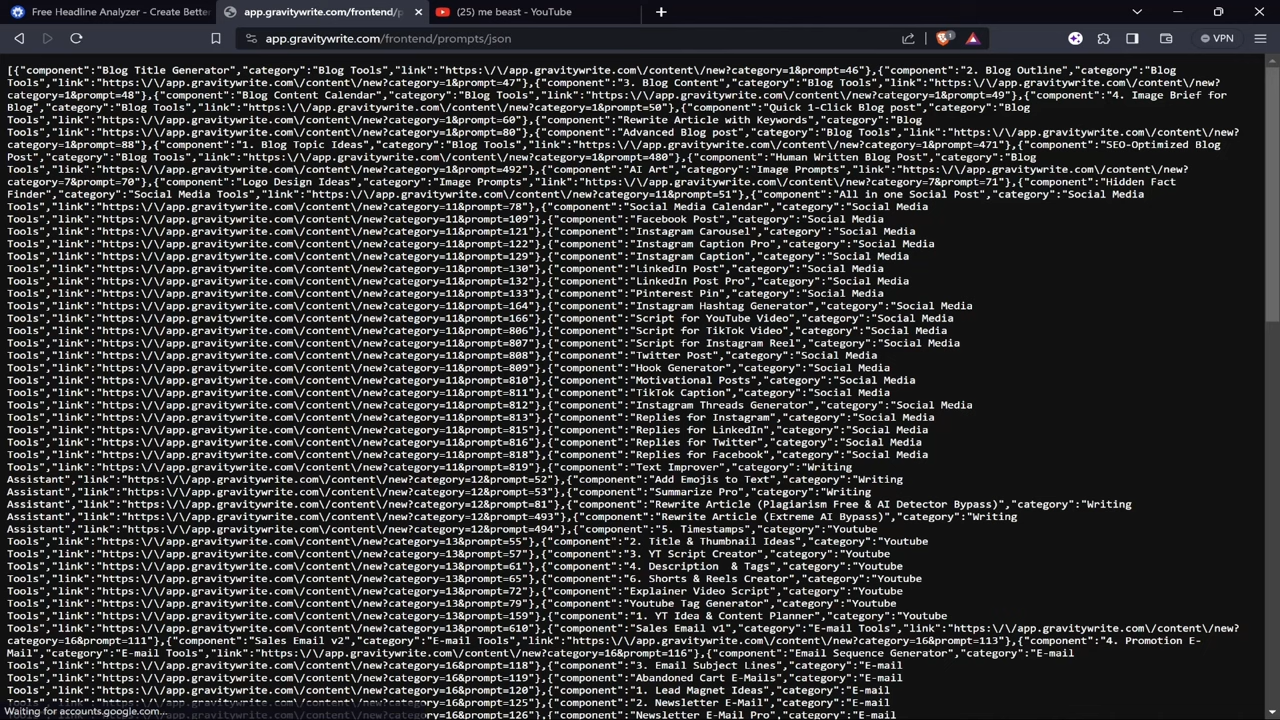 Free Headline Analyzer - Create Better
app.gravitywrite.com/frontend/p
(25) me beast - YouTube
app.gravitywrite.com/frontend/prompts/json
1
VPN
[{"component":"Blog Title Generator","category":"Blog Tools","link":"https:\/\/app.gravitywrite.com\/content\/new?category=1&prompt=46"},{"component":"2. Blog Outline","category":"Blog
Tools","link":"https:\/\/app.gravitywrite.com\/content\/new?category=1&prompt=47"},{"component":"3. Blog Content","category":"Blog Tools","link":"https:\/\/app.gravitywrite.com\/content\/new?
category=1&prompt=48"},{"component":"Blog Content Calendar","category":"Blog Tools","link":"https:\/\/app.gravitywrite.com\/content\/new?category=1&prompt=49"},{"component":"4. Image Brief for
Blog","category":"Blog Tools","link":"https:\/\/app.gravitywrite.com\/content\/new?category=1&prompt=50"},{"component":"Quick 1-Click Blog post","category":"Blog
Tools","link":"https:\/\/app.gravitywrite.com\/content\/new?category=1&prompt=60"},{"component":"Rewrite Article with Keywords","category":"Blog
Tools","link":"https:\/\/app.gravitywrite.com\/content\/new?category=1&prompt=80"},{"component":"Advanced Blog post","category":"Blog Tools","link":"https:\/\/app.gravitywrite.com\/content\/new?
category=1&prompt=88"},{"component":"1. Blog Topic Ideas","category":"Blog Tools","link":"https:\/\/app.gravitywrite.com\/content\/new?category=1&prompt=471"},{"component":"SEO-Optimized Blog
Post","category":"Blog Tools","link":"https:\/\/app.gravitywrite.com\/content\/new?category=1&prompt=480"},{"component":"Human Written Blog Post","category":"Blog
Tools","link":"https:\/\/app.gravitywrite.com\/content\/new?category=1&prompt=492"},{"component":"AI Art","category":"Image Prompts","link":"https:\/\/app.gravitywrite.com\/content\/new?
category=7&prompt=70"},{"component":"Logo Design Ideas","category":"Image Prompts","link":"https:\/\/app.gravitywrite.com\/content\/new?category=7&prompt=71"},{"component":"Hidden Fact
Finder","category":"Social Media Tools","link":"https:\/\/app.gravitywrite.com\/content\/new?category=11&prompt=51"},{"component":"All in one Social Post","category":"Social Media
Tools","link":"https:\/\/app.gravitywrite.com\/content\/new?category=11&prompt=78"},{"component":"Social Media Calendar","category":"Social Media
Tools","link":"https:\/\/app.gravitywrite.com\/content\/new?category=11&prompt=109"},{"component":"Facebook Post","category":"Social Media
Tools","link":"https:\/\/app.gravitywrite.com\/content\/new?category=11&prompt=121"},{"component":"Instagram Carousel","category":"Social Media
Tools","link":"https:\/\/app.gravitywrite.com\/content\/new?category=11&prompt=122"},{"component":"Instagram Caption Pro","category":"Social Media
Tools","link":"https:\/\/app.gravitywrite.com\/content\/new?category=11&prompt=129"},{"component":"Instagram Caption","category":"Social Media
Tools","link":"https:\/\/app.gravitywrite.com\/content\/new?category=11&prompt=130"},{"component":"LinkedIn Post","category":"Social Media
Tools","link":"https:\/\/app.gravitywrite.com\/content\/new?category=11&prompt=132"},{"component":"LinkedIn Post Pro","category":"Social Media
Tools","link":"https:\/\/app.gravitywrite.com\/content\/new?category=11&prompt=153"},{"component":"Pinterest Pin","category":"Social Media
Tools","link":"https:\/\/app.gravitywrite.com\/content\/new?category=11&prompt=164"},{"component":"Instagram Hashtag Generator","category":"Social Media
Tools","link":"https:\/\/app.gravitywrite.com\/content\/new?category=11&prompt=166"},{"component":"Script for YouTube Video","category":"Social Media
Tools","link":"https:\/\/app.gravitywrite.com\/content\/new?category=11&prompt=806"},{"component":"Script for TikTok Video","category":"Social Media
Tools","link":"https:\/\/app.gravitywrite.com\/content\/new?category=11&prompt=807"},{"component":"Script for Instagram Reel","category":"Social Media
Tools","link":"https:\/\/app.gravitywrite.com\/content\/new?category=11&prompt=808"},{"component":"Twitter Post","category":"Social Media
Tools","link":"https:\/\/app.gravitywrite.com\/content\/new?category=11&prompt=809"},{"component":"Hook Generator","category":"Social Media
Tools","link":"https:\/\/app.gravitywrite.com\/content\/new?category=11&prompt=810"},{"component":"Motivational Posts","category":"Social Media
Tools","link":"https:\/\/app.gravitywrite.com\/content\/new?category=11&prompt=811"},{"component":"TikTok Caption","category":"Social Media
Tools","link":"https:\/\/app.gravitywrite.com\/content\/new?category=11&prompt=812"},{"component":"Instagram Threads Generator","category":"Social Media
Tools","link":"https:\/\/app.gravitywrite.com\/content\/new?category=11&prompt=813"},{"component":"Replies for Instagram","category":"Social Media
Tools","link":"https:\/\/app.gravitywrite.com\/content\/new?category=11&prompt=815"},{"component":"Replies for LinkedIn","category":"Social Media
Tools","link":"https:\/\/app.gravitywrite.com\/content\/new?category=11&prompt=816"},{"component":"Replies for Twitter","category":"Social Media
Tools","link":"https:\/\/app.gravitywrite.com\/content\/new?category=11&prompt=818"},{"component":"Replies for Facebook","category":"Social Media
Tools","link":"https:\/\/app.gravitywrite.com\/content\/new?category=11&prompt=819"},{"component":"Text Improver","category":"Writing
Assistant","link":"https:\/\/app.gravitywrite.com\/content\/new?category=12&prompt=52"},{"component":"Add Emojis to Text","category":"Writing
Assistant","link":"https:\/\/app.gravitywrite.com\/content\/new?category=12&prompt=53"},{"component":"Summarize Pro","category":"Writing
Assistant","link":"https:\/\/app.gravitywrite.com\/content\/new?category=12&prompt=81"},{"component":"Rewrite Article (Plagiarism Free & AI Detector Bypass)","category":"Writing
Assistant","link":"https:\/\/app.gravitywrite.com\/content\/new?category=12&prompt=493"},{"component":"Rewrite Article (Extreme AI Bypass)","category":"Writing
Assistant","link":"https:\/\/app.gravitywrite.com\/content\/new?category=12&prompt=494"},{"component":"5. Timestamps","category":"Youtube
Tools","link":"https:\/\/app.gravitywrite.com\/content\/new?category=13&prompt=55"},{"component":"2. Title & Thumbnail Ideas","category":"Youtube
Tools","link":"https:\/\/app.gravitywrite.com\/content\/new?category=13&prompt=57"},{"component":"3. YT Script Creator","category":"Youtube
Tools","link":"https:\/\/app.gravitywrite.com\/content\/new?category=13&prompt=61"},{"component":"4. Description  & Tags","category":"Youtube
Tools","link":"https:\/\/app.gravitywrite.com\/content\/new?category=13&prompt=65"},{"component":"6. Shorts & Reels Creator","category":"Youtube
Tools","link":"https:\/\/app.gravitywrite.com\/content\/new?category=13&prompt=72"},{"component":"Explainer Video Script","category":"Youtube
Tools","link":"https:\/\/app.gravitywrite.com\/content\/new?category=13&prompt=79"},{"component":"Youtube Tag Generator","category":"Youtube
Tools","link":"https:\/\/app.gravitywrite.com\/content\/new?category=13&prompt=159"},{"component":"1. YT Idea & Content Planner","category":"Youtube
Tools","link":"https:\/\/app.gravitywrite.com\/content\/new?category=13&prompt=610"},{"component":"Sales Email v1","category":"E-mail Tools","link":"https:\/\/app.gravitywrite.com\/content\/new?
category=16&prompt=111"},{"component":"Sales Email v2","category":"E-mail Tools","link":"https:\/\/app.gravitywrite.com\/content\/new?category=16&prompt=113"},{"component":"4. Promotion E-
Mail","category":"E-mail Tools","link":"https:\/\/app.gravitywrite.com\/content\/new?category=16&prompt=116"},{"component":"Email Sequence Generator","category":"E-mail
Tools","link":"https:\/\/app.gravitywrite.com\/content\/new?category=16&prompt=118"},{"component":"3. Email Subject Lines","category":"E-mail
Tools","link":"https:\/\/app.gravitywrite.com\/content\/new?category=16&prompt=119"},{"component":"Abandoned Cart E-Mails","category":"E-mail
Tools","link":"https:\/\/app.gravitywrite.com\/content\/new?category=16&prompt=120"},{"component":"1. Lead Magnet Ideas","category":"E-mail
Tools","link":"https:\/\/app.gravitywrite.com\/content\/new?category=16&prompt=125"},{"component":"2. Newsletter E-Mail","category":"E-mail
category=16&prompt=126"},{"component":"Newsletter E-Mail Pro","category":"E-mail
Waiting for accounts.google.com...